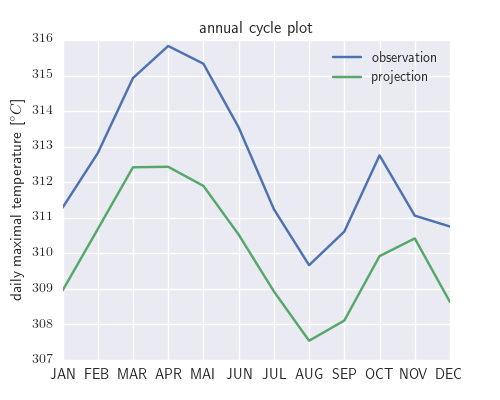 annual cycle plot
316
315
314
313
312
311
310
309
308
307
daily maximal temperature [°C]
observation
projection
JAN FEB MAR APR MAI JUN JUL AUG SEP OCT NOV DEC